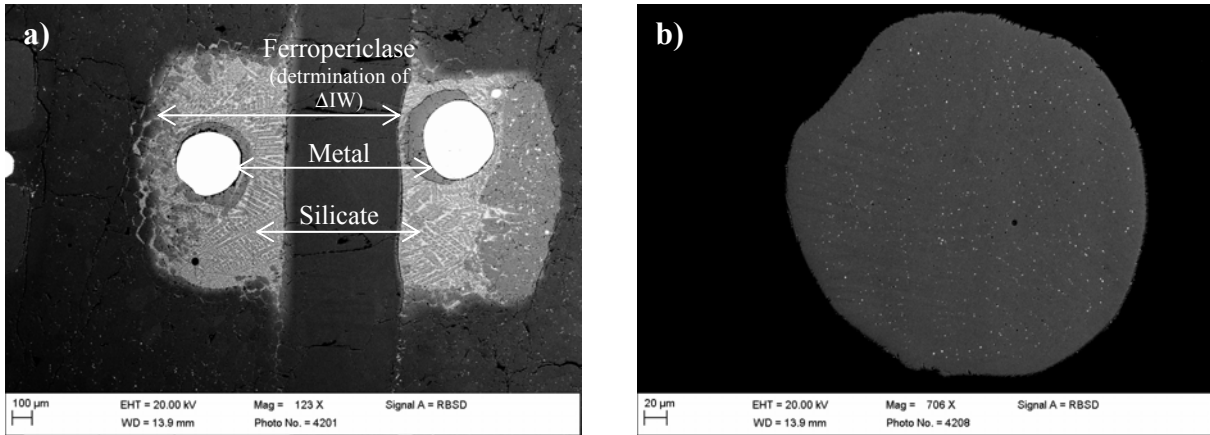 a)
Ferropericlase
(detrmination of
ΔIW)
Metal
Silicate
100 µm
EHT = 20.00 kV
Mag = 123 X
Signal A = RBSD
WD = 13.9 mm
Photo No. = 4201
b)
20 µm
EHT = 20.00 kV
Mag = 706 X
Signal A = RBSD
WD = 13.9 mm
Photo No. = 4208